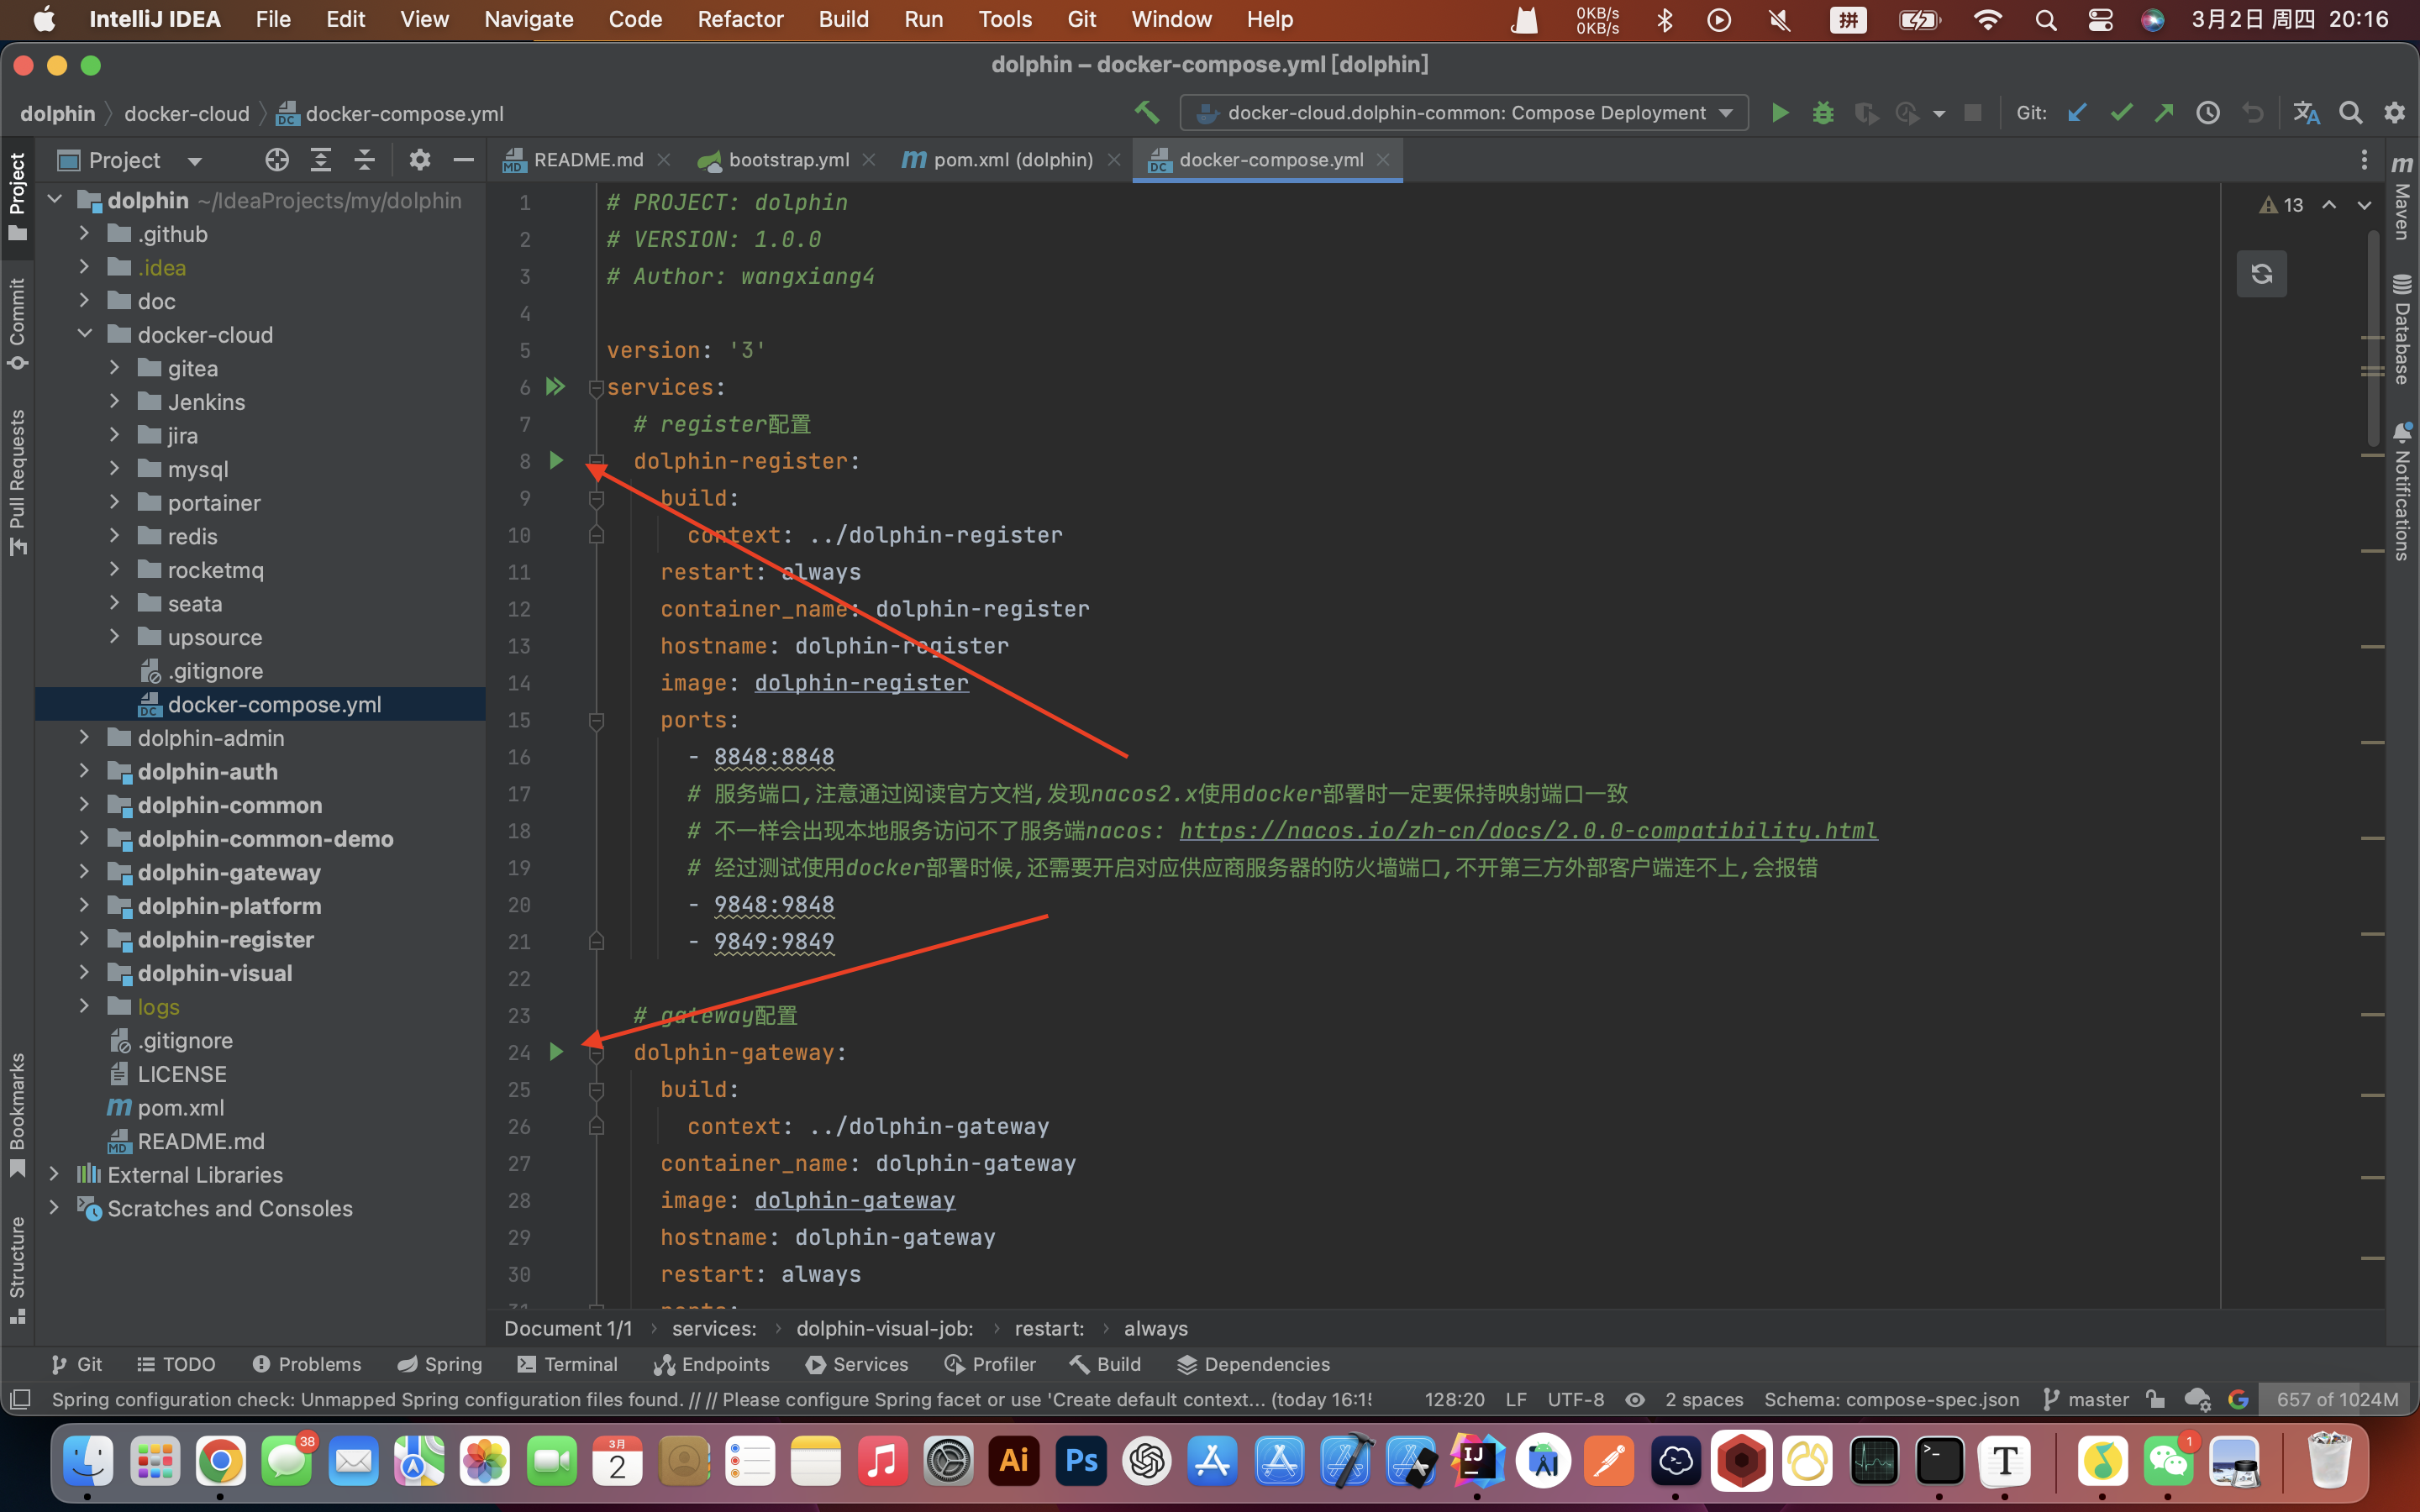 IntelliJ IDEA File Edit View Navigate Code Refactor Build Run Tools Git Window Help 0KB/s 0KB/s 拼 3月2日 周四 20:16
dolphin – docker-compose.yml [dolphin]
dolphin docker-cloud docker-compose.yml docker-cloud.dolphin-common: Compose Deployment Git:
Project
README.md bootstrap.yml pom.xml (dolphin) docker-compose.yml
Project
Commit
Pull Requests
Bookmarks
Structure
dolphin ~/IdeaProjects/my/dolphin
.github
.idea
doc
docker-cloud
gitea
Jenkins
jira
mysql
portainer
redis
rocketmq
seata
upsource
.gitignore
docker-compose.yml
dolphin-admin
dolphin-auth
dolphin-common
dolphin-common-demo
dolphin-gateway
dolphin-platform
dolphin-register
dolphin-visual
logs
.gitignore
LICENSE
pom.xml
README.md
External Libraries
Scratches and Consoles
1 # PROJECT: dolphin
2 # VERSION: 1.0.0
3 # Author: wangxiang4
4
5 version: '3'
6 services:
7 # register配置
8 dolphin-register:
9 build:
10 context: ../dolphin-register
11 restart: always
12 container_name: dolphin-register
13 hostname: dolphin-register
14 image: dolphin-register
15 ports:
16 - 8848:8848
17 # 服务端口,注意通过阅读官方文档,发现nacos2.x使用docker部署时一定要保持映射端口一致
18 # 不一样会出现本地服务访问不了服务端nacos: https://nacos.io/zh-cn/docs/2.0.0-compatibility.html
19 # 经过测试使用docker部署时候,还需要开启对应供应商服务器的防火墙端口,不开第三方外部客户端连不上,会报错
20 - 9848:9848
21 - 9849:9849
22
23 # gateway配置
24 dolphin-gateway:
25 build:
26 context: ../dolphin-gateway
27 container_name: dolphin-gateway
28 image: dolphin-gateway
29 hostname: dolphin-gateway
30 restart: always
31 ports:
13
Maven
Database
Notifications
Document 1/1 services: dolphin-visual-job: restart: always
Git TODO Problems Spring Terminal Endpoints Services Profiler Build Dependencies
Spring configuration check: Unmapped Spring configuration files found. // // Please configure Spring facet or use 'Create default context... (today 16:15 128:20 LF UTF-8 2 spaces Schema: compose-spec.json master 657 of 1024M
38 3月 2 Ai Ps IJ T 1